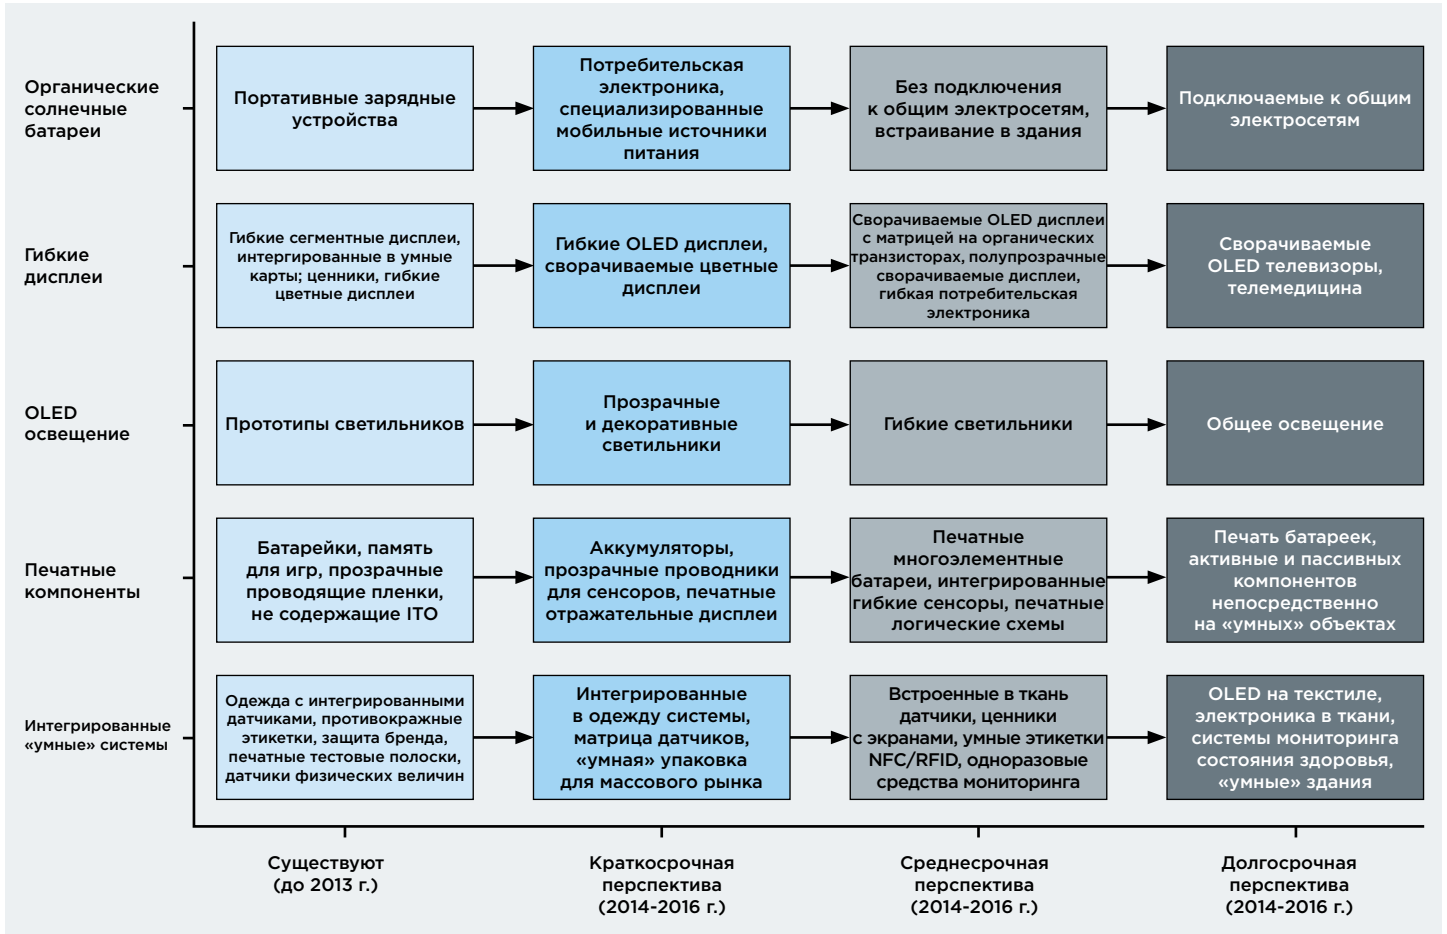 Органические
солнечные
батареи
Портативные зарядные
устройства
Потребительская
электроника,
специализированные
мобильные источники
питания
Без подключения
к общим электросетям,
встраивание в здания
Подключаемые к общим
электросетям
Гибкие
дисплеи
Гибкие сегментные дисплеи,
интергированные в умные
карты; ценники, гибкие
цветные дисплеи
Гибкие OLED дисплеи,
сворачиваемые цветные
дисплеи
Сворачиваемые OLED дисплеи
с матрицей на органических
транзисторах, полупрозрачные
сворачиваемые дисплеи,
гибкая потребительская
электроника
Сворачиваемые
OLED телевизоры,
телемедицина
OLED
освещение
Прототипы светильников
Прозрачные
и декоративные
светильники
Гибкие светильники
Общее освещение
Печатные
компоненты
Батарейки, память
для игр, прозрачные
проводящие пленки,
не содержащие ITO
Аккумуляторы,
прозрачные проводники
для сенсоров, печатные
отражательные дисплеи
Печатные
многоэлементные
батареи, интегрированные
гибкие сенсоры, печатные
логические схемы
Печать батареек,
активные и пассивных
компонентов
непосредственно
на «умных» объектах
Интегрированные
«умные» системы
Одежда с интегрированными
датчиками, противокражные
этикетки, защита бренда,
печатные тестовые полоски,
датчики физических величин
Интегрированные
в одежду системы,
матрица датчиков,
«умная» упаковка
для массового рынка
Встроенные в ткань
датчики, ценники
с экранами, умные этикетки
NFC/RFID, одноразовые
средства мониторинга
OLED на текстиле,
электроника в ткани,
системы мониторинга
состояния здоровья,
«умные» здания
Существуют
(до 2013 г.)
Краткосрочная
перспектива
(2014-2016 г.)
Среднесрочная
перспектива
(2014-2016 г.)
Долгосрочная
перспектива
(2014-2016 г.)